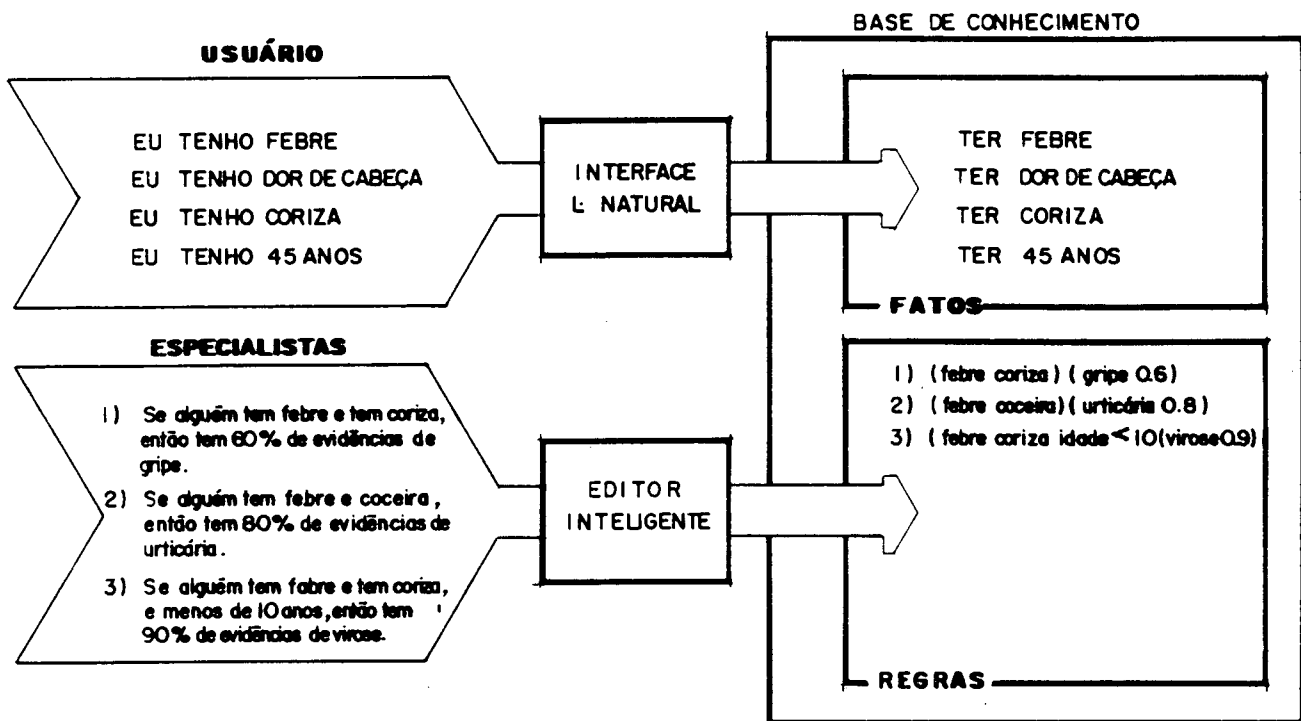 BASE DE CONHECIMENTO
USUÁRIO
EU TENHO FEBRE
EU TENHO DOR DE CABEÇA
EU TENHO CORIZA
EU TENHO 45 ANOS
INTERFACE
L. NATURAL
TER FEBRE
TER DOR DE CABEÇA
TER CORIZA
TER 45 ANOS
FATOS
ESPECIALISTAS
1) Se alguém tem febre e tem coriza,
então tem 60% de evidências de
gripe.
2) Se alguém tem febre e coceira,
então tem 80% de evidências de
urticária.
3) Se alguém tem fabre e tem coriza,
e menos de 10 anos, então tem
90% de evidências de virose.
EDITOR
INTELIGENTE
1) (febre coriza) (gripe 0.6)
2) (febre coceira) (urticária 0.8)
3) (febre coriza idade < 10(virose 0.9)
REGRAS